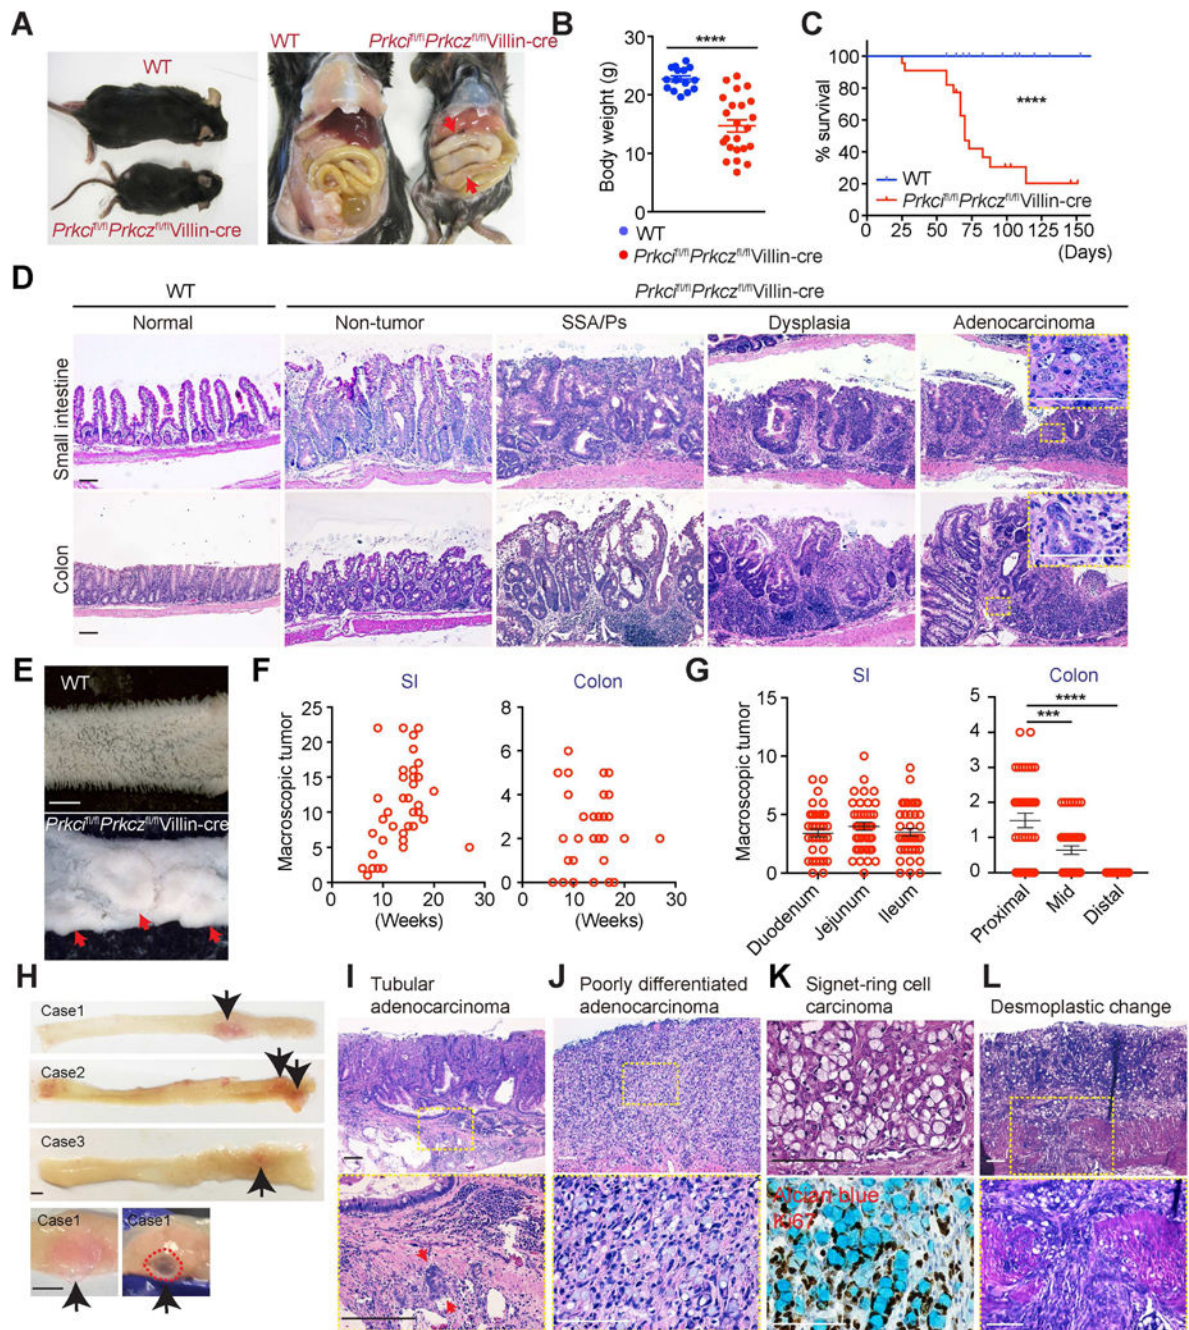 A
WT
Prkci^fl/fl Prkcz^fl/fl Villin-cre
WT
Prkci^fl/fl Prkcz^fl/fl Villin-cre
B
****
Body weight (g)
30
20
10
0
WT
Prkci^fl/fl Prkcz^fl/fl Villin-cre
C
% survival
100
80
60
40
20
0
****
WT
Prkci^fl/fl Prkcz^fl/fl Villin-cre
0 25 50 75 100 125 150
(Days)
D
WT
Prkci^fl/fl Prkcz^fl/fl Villin-cre
Normal
Non-tumor
SSA/Ps
Dysplasia
Adenocarcinoma
Small intestine
Colon
E
WT
Prkci^fl/fl Prkcz^fl/fl Villin-cre
F
SI
Macroscopic tumor
25
20
15
10
5
0
0 10 20 30
(Weeks)
Colon
8
6
4
2
0
0 10 20 30
(Weeks)
G
SI
Macroscopic tumor
15
10
5
0
Duodenum
Jejunum
Ileum
Colon
5
4
3
2
1
0
****
***
Proximal
Mid
Distal
H
Case1
Case2
Case3
Case1
Case1
I
Tubular
adenocarcinoma
J
Poorly differentiated
adenocarcinoma
K
Signet-ring cell
carcinoma
Alcian blue
Ki67
L
Desmoplastic change